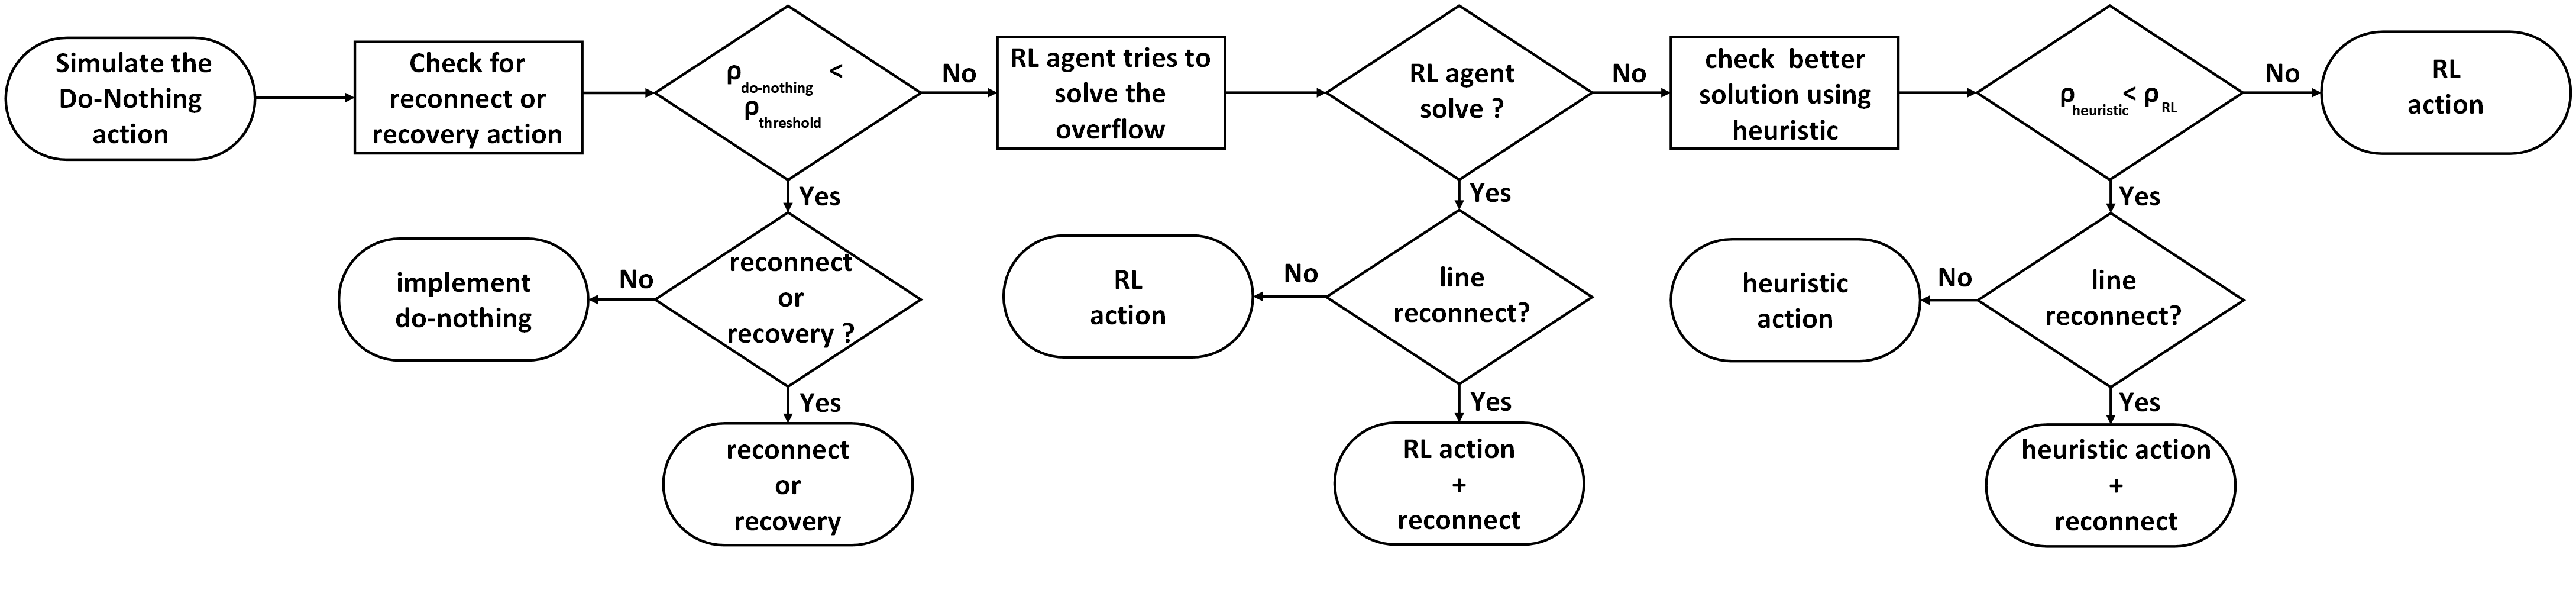 Simulate the
Do-Nothing
action
Check for
reconnect or
recovery action
ρdo-nothing <
ρthreshold
No
RL agent tries to
solve the
overflow
RL agent
solve ?
No
check better
solution using
heuristic
ρheuristic< ρRL
No
RL
action
Yes
Yes
Yes
implement
do-nothing
No
reconnect
or
recovery ?
RL
action
No
line
reconnect?
heuristic
action
No
line
reconnect?
Yes
Yes
Yes
reconnect
or
recovery
RL action
+
reconnect
heuristic action
+
reconnect